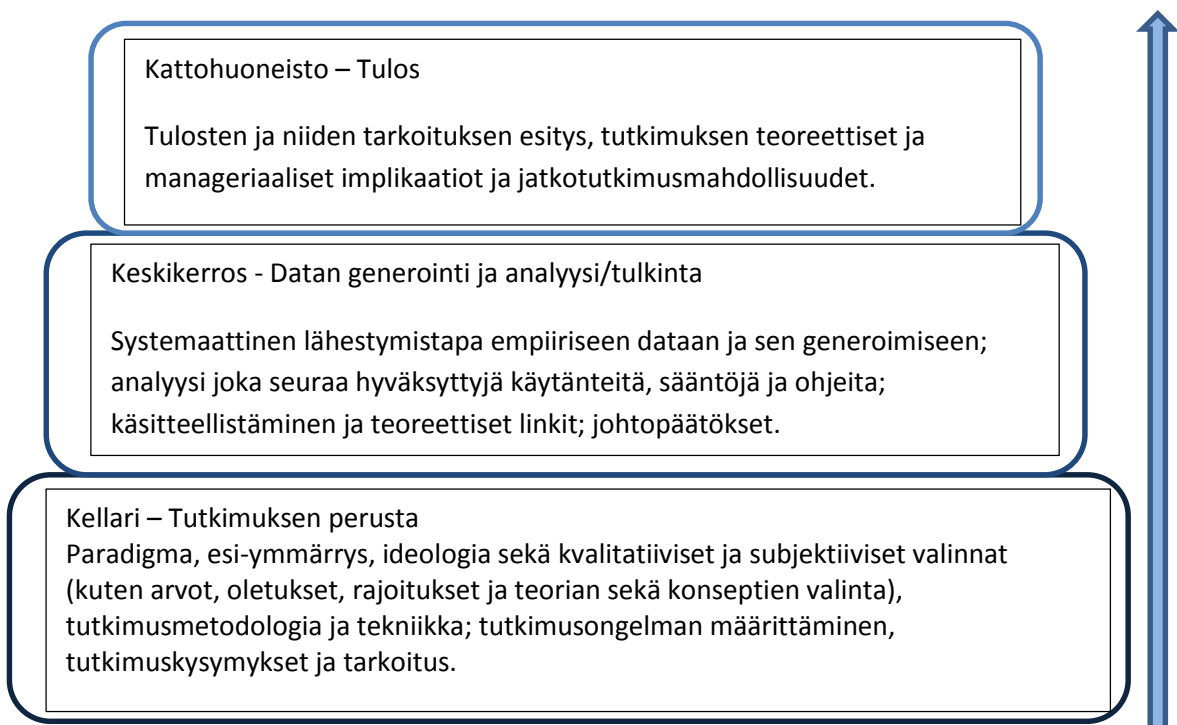 Kattohuoneisto – Tulos
Tulosten ja niiden tarkoituksen esitys, tutkimuksen teoreettiset ja
manageriaaliset implikaatiot ja jatkotutkimusmahdollisuudet.
Keskikerros - Datan generointi ja analyysi/tulkinta
Systemaattinen lähestymistapa empiiriseen dataan ja sen generoimiseen;
analyysi joka seuraa hyväksyttyjä käytänteitä, sääntöjä ja ohjeita;
käsitteellistäminen ja teoreettiset linkit; johtopäätökset.
Kellari – Tutkimuksen perusta
Paradigma, esi-ymmärrys, ideologia sekä kvalitatiiviset ja subjektiiviset valinnat
(kuten arvot, oletukset, rajoitukset ja teorian sekä konseptien valinta),
tutkimusmetodologia ja tekniikka; tutkimusongelman määrittäminen,
tutkimuskysymykset ja tarkoitus.